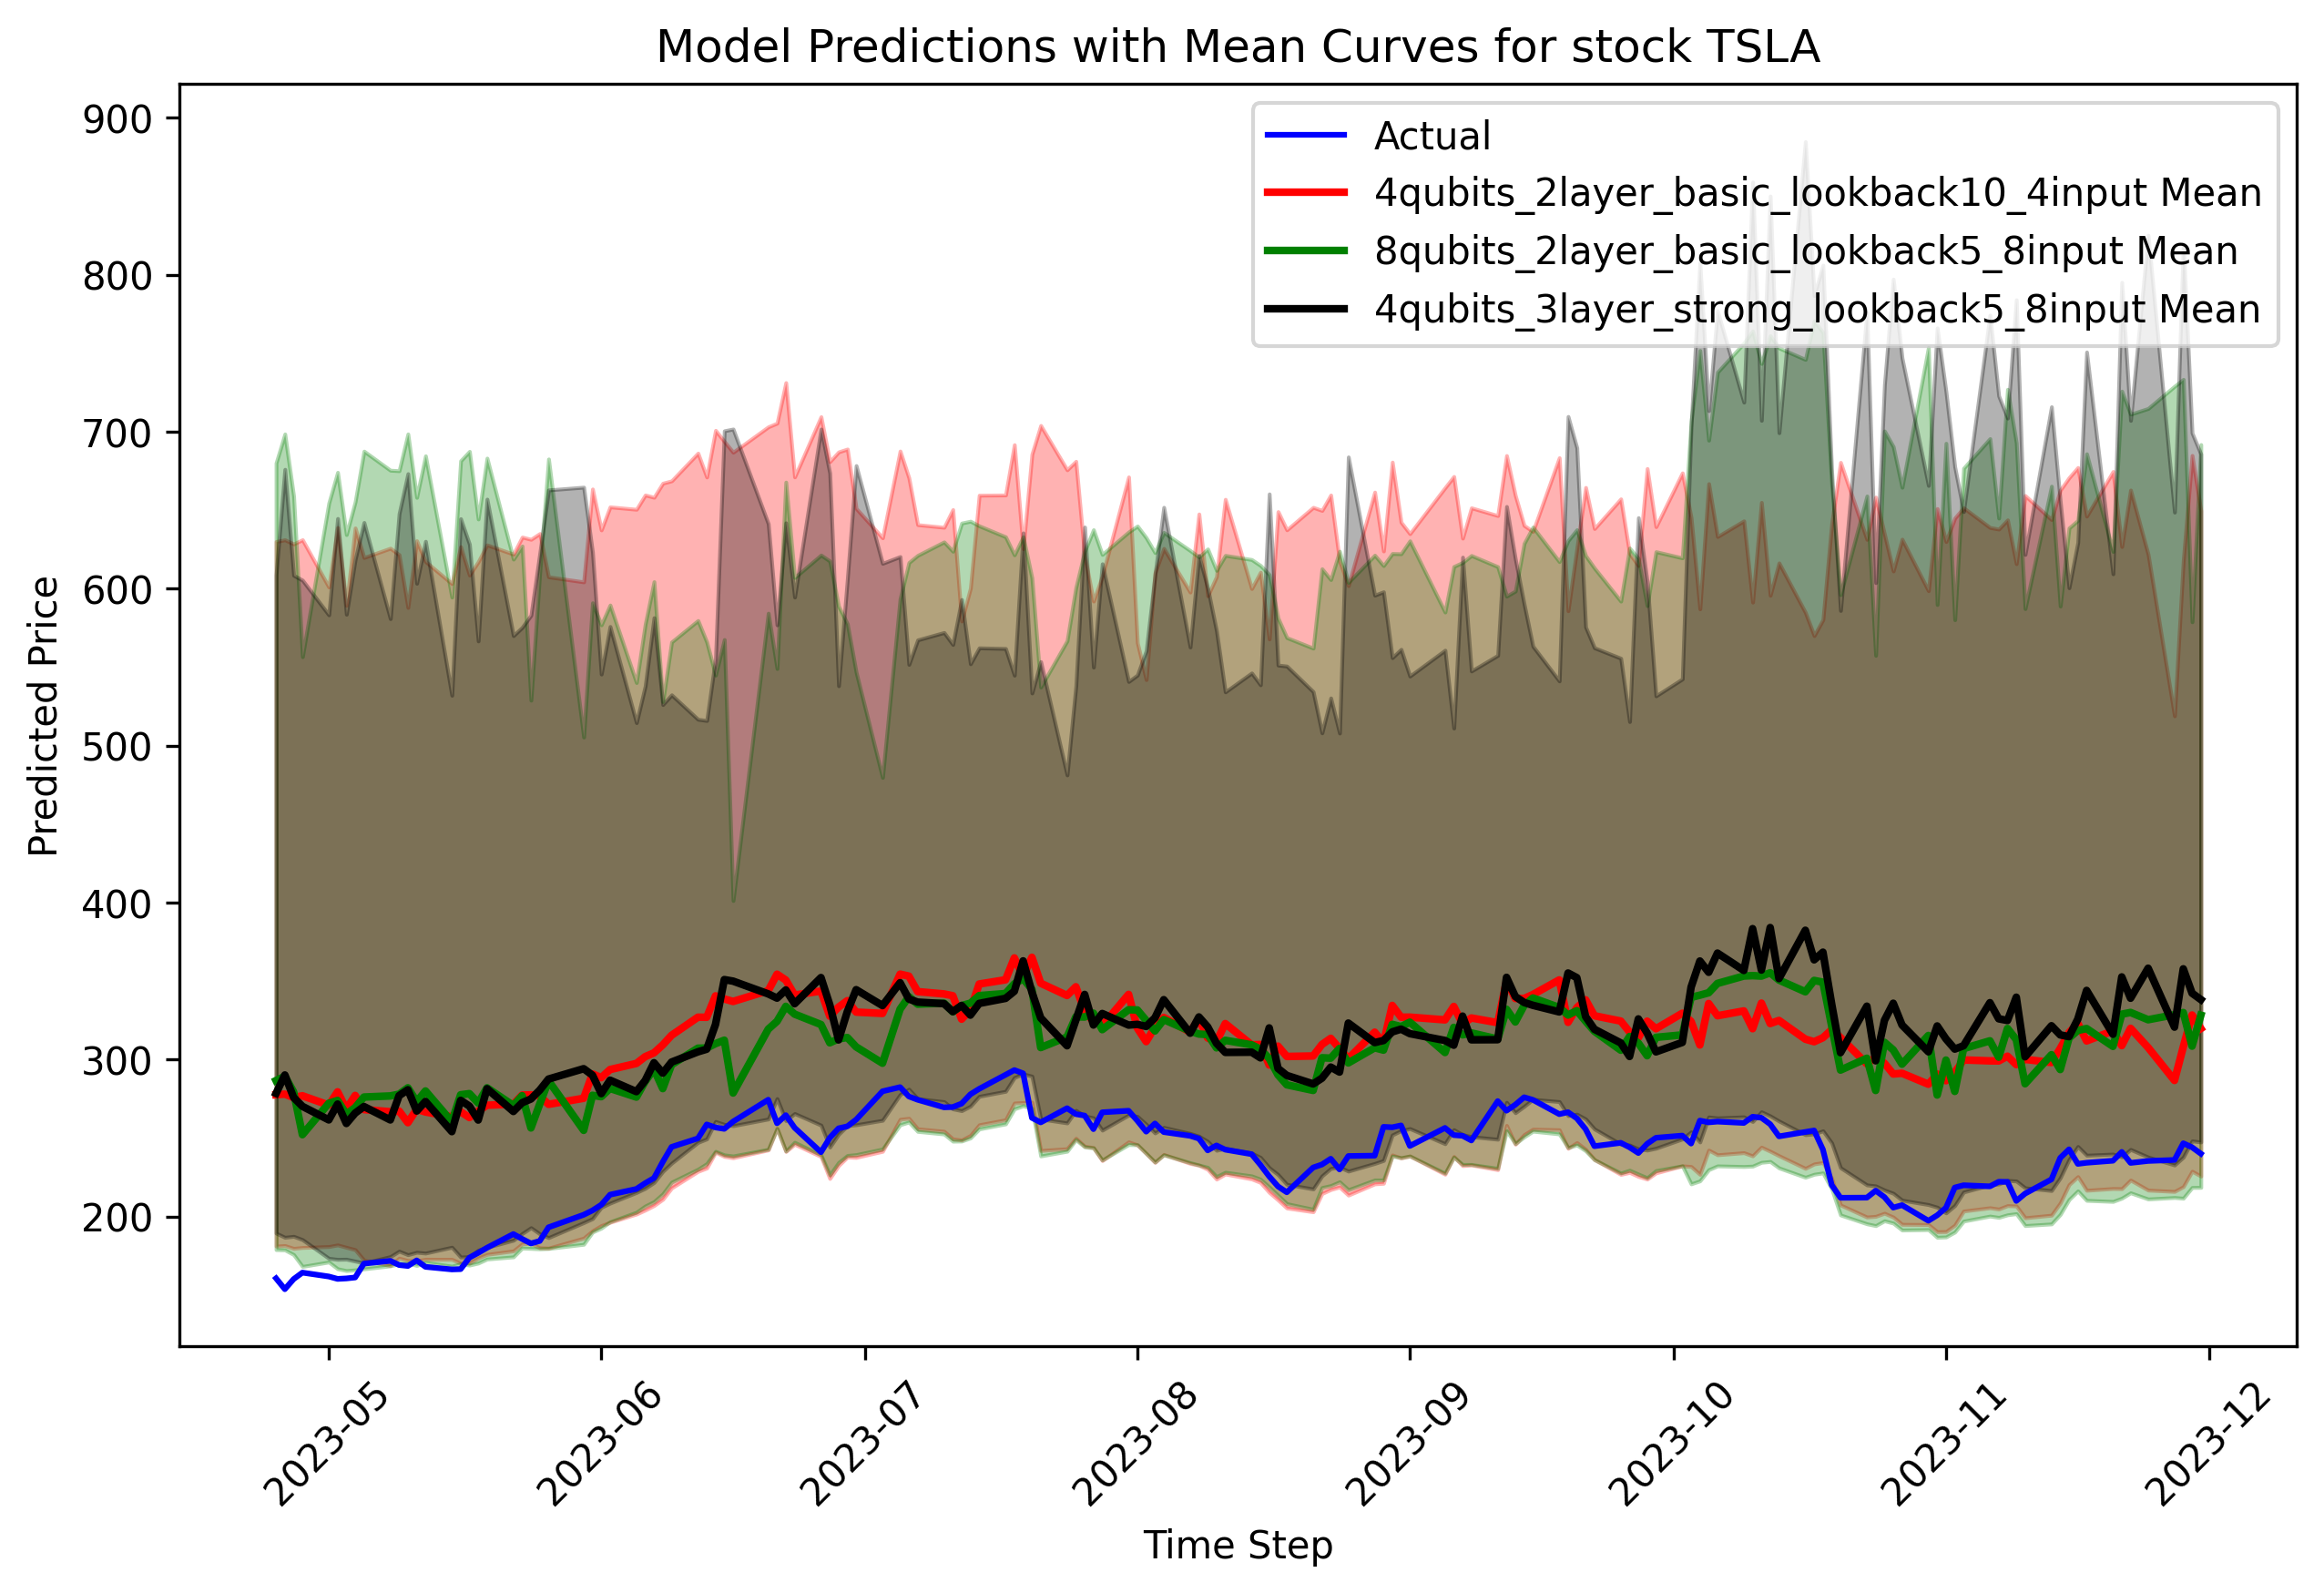 Model Predictions with Mean Curves for stock TSLA
Actual
4qubits_2layer_basic_lookback10_4input Mean
8qubits_2layer_basic_lookback5_8input Mean
4qubits_3layer_strong_lookback5_8input Mean
Predicted Price
900
800
700
600
500
400
300
200
2023-05
2023-06
2023-07
2023-08
2023-09
2023-10
2023-11
2023-12
Time Step